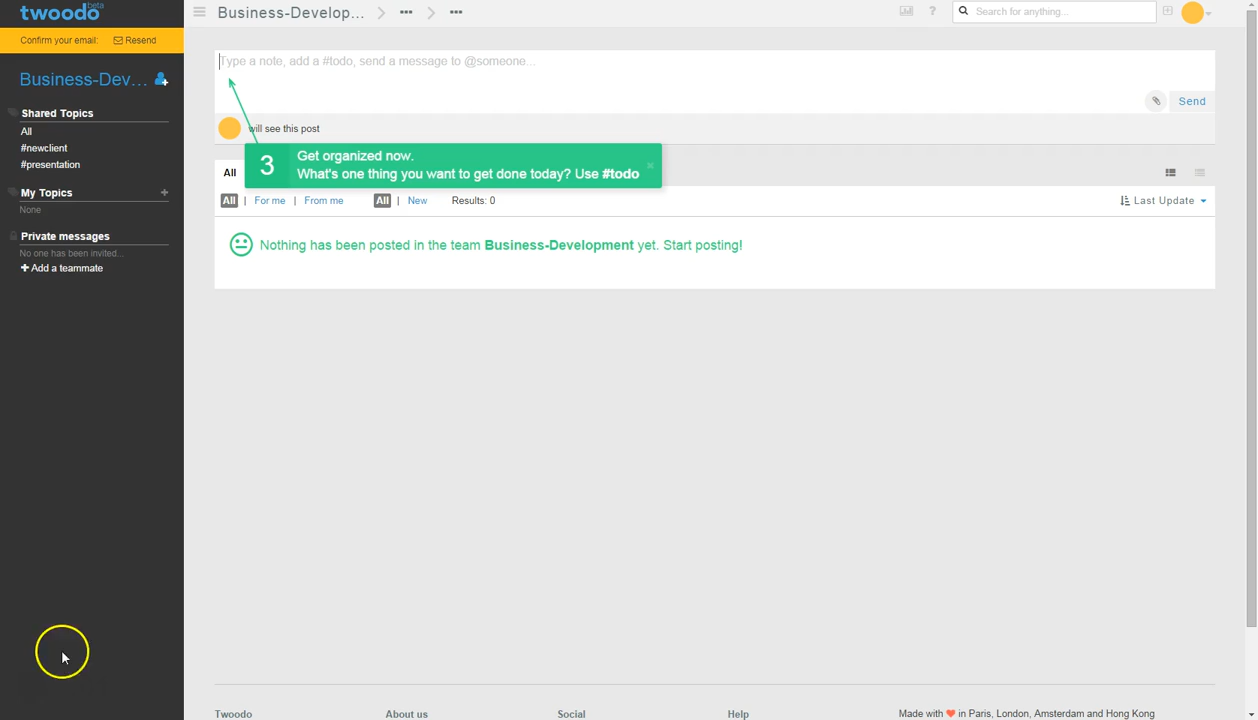 twoodo beta
Confirm your email: Resend
Business-Dev...
Shared Topics
All
#newclient
#presentation
My Topics +
None
Private messages
No one has been invited...
+ Add a teammate
Business-Develop... > ••• > •••
? Search for anything...
Type a note, add a #todo, send a message to @someone...
Send
will see this post
3
Get organized now.
What's one thing you want to get done today? Use #todo ×
All
All | For me | From me All | New Results: 0 Last Update
Nothing has been posted in the team Business-Development yet. Start posting!
Twoodo About us Social Help Made with ❤ in Paris, London, Amsterdam and Hong Kong